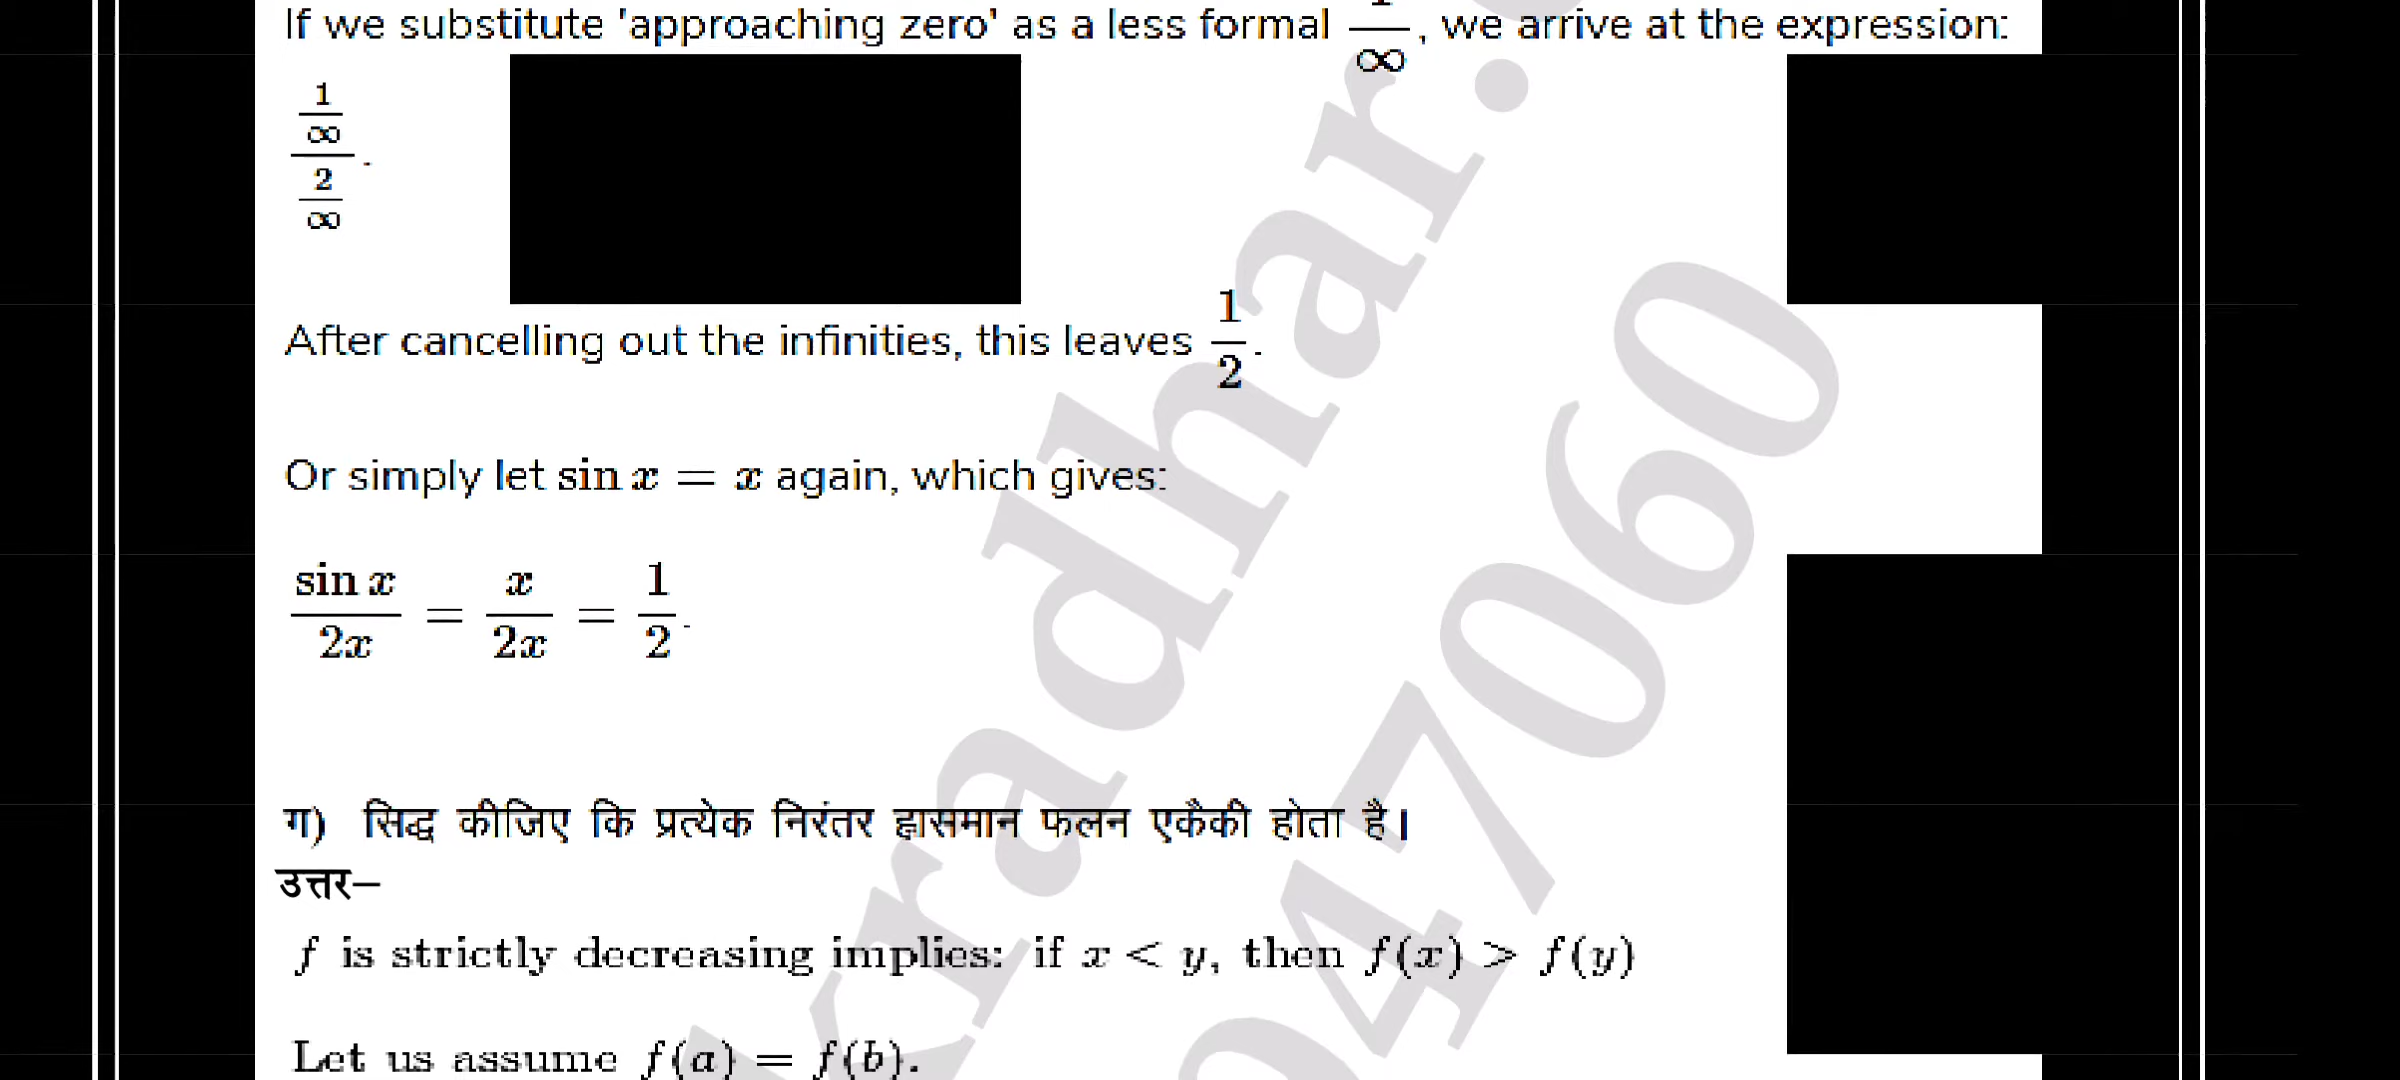 If we substitute 'approaching zero' as a less formal 1/∞, we arrive at the expression:
1/∞ / 2/∞.
After cancelling out the infinities, this leaves 1/2.
Or simply let sin x = x again, which gives:
sin x / 2x = x / 2x = 1/2.
ग) सिद्ध कीजिए कि प्रत्येक निरंतर ह्रासमान फलन एकैकी होता है।
उत्तर–
f is strictly decreasing implies: if x < y, then f(x) > f(y)
Let us assume f(a) = f(b).